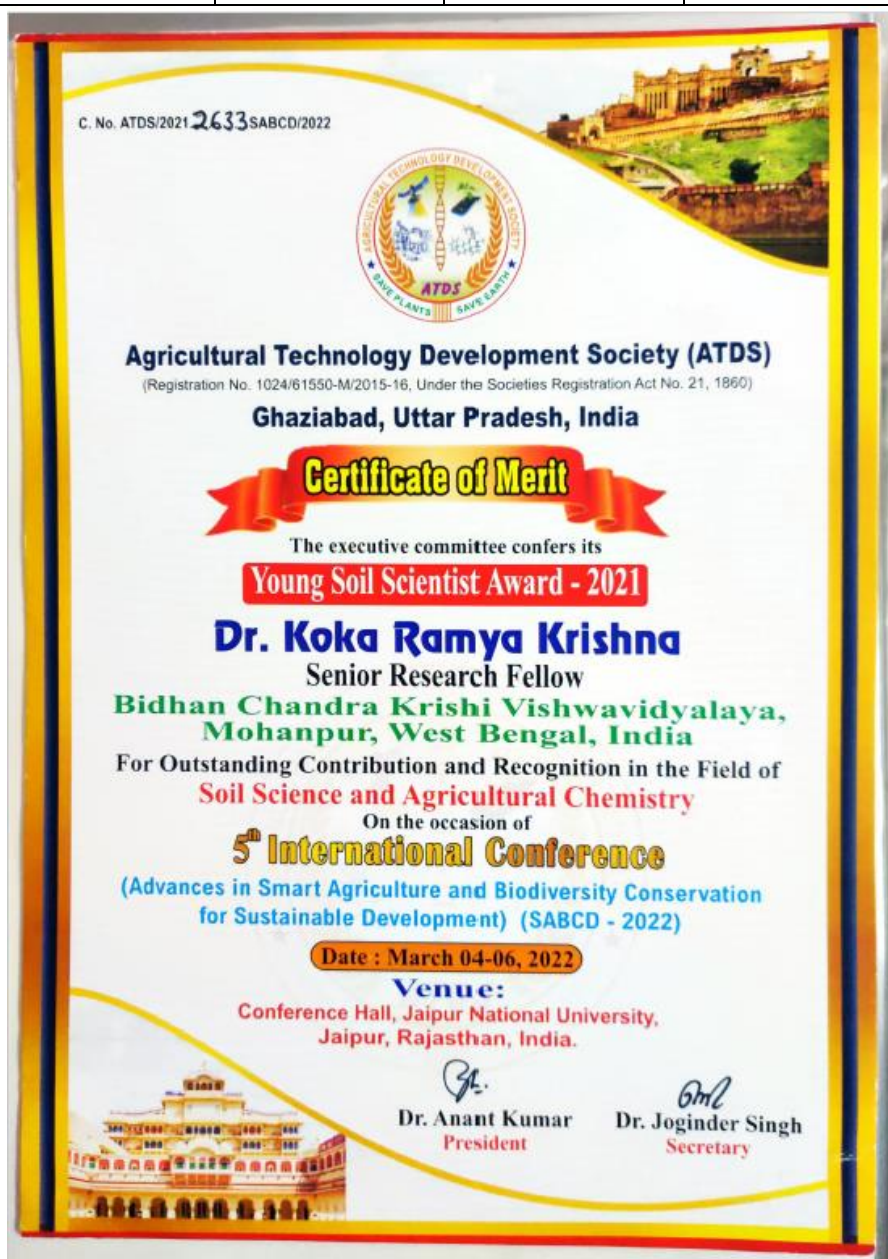 C. No. ATDS/2021 2633 SABCD/2022
AGRICULTURAL TECHNOLOGY DEVELOPMENT SOCIETY
ATDS
SAVE PLANTS SAVE EARTH
Agricultural Technology Development Society (ATDS)
(Registration No. 1024/61550-M/2015-16, Under the Societies Registration Act No. 21, 1860)
Ghaziabad, Uttar Pradesh, India
Certificate of Merit
The executive committee confers its
Young Soil Scientist Award - 2021
Dr. Koka Ramya Krishna
Senior Research Fellow
Bidhan Chandra Krishi Vishwavidyalaya,
Mohanpur, West Bengal, India
For Outstanding Contribution and Recognition in the Field of
Soil Science and Agricultural Chemistry
On the occasion of
5th International Conference
(Advances in Smart Agriculture and Biodiversity Conservation
for Sustainable Development) (SABCD - 2022)
Date : March 04-06, 2022
Venue:
Conference Hall, Jaipur National University,
Jaipur, Rajasthan, India.
Dr. Anant Kumar Dr. Joginder Singh
President Secretary